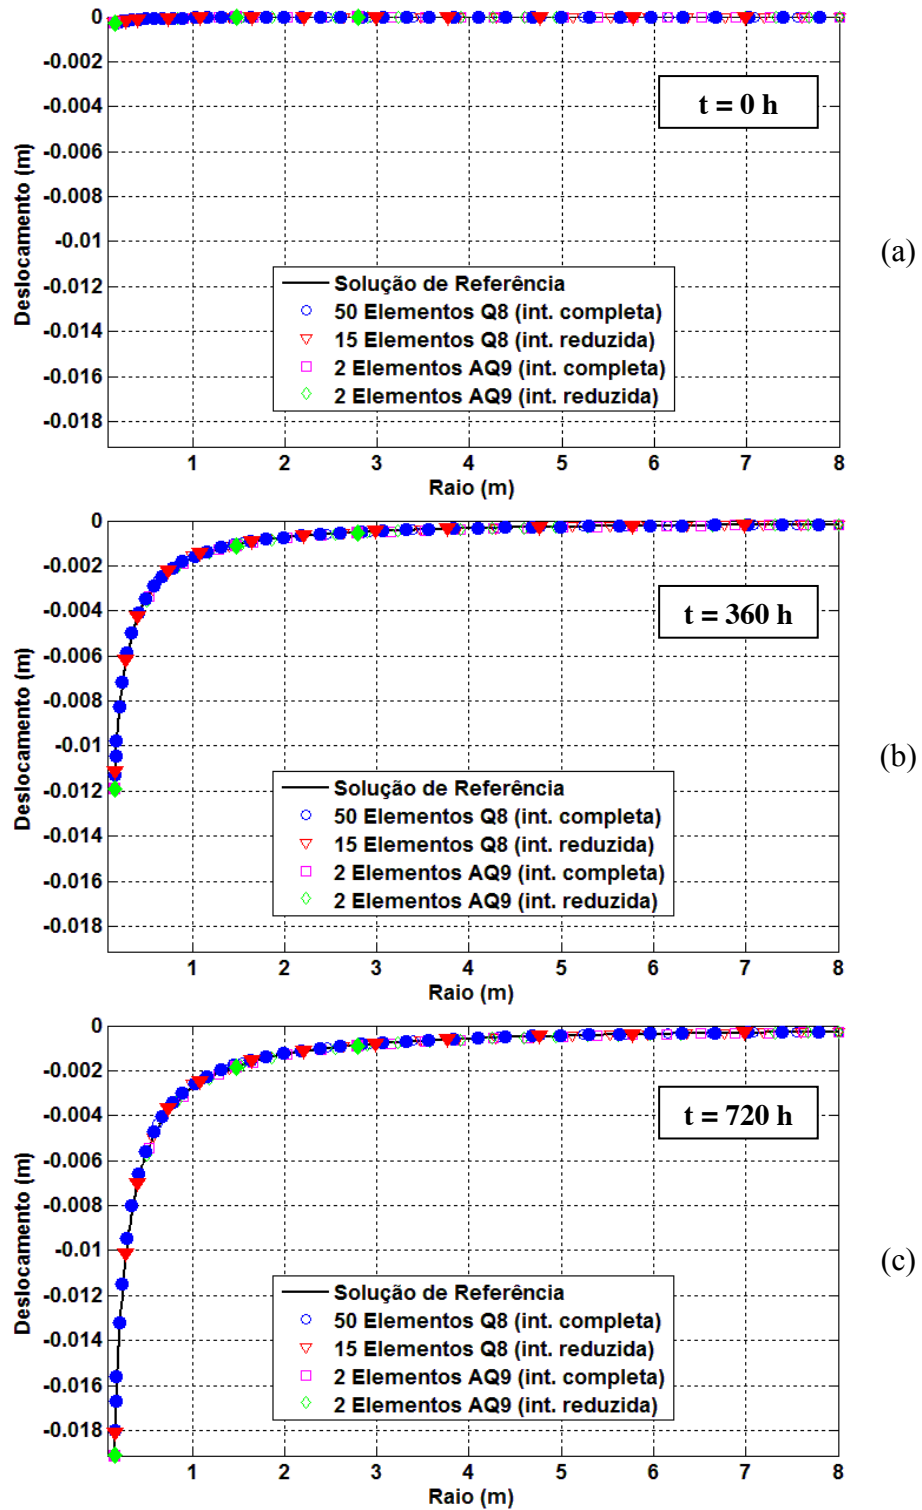 0
-0.002
-0.004
-0.006
-0.008
-0.01
-0.012
-0.014
-0.016
-0.018
Deslocamento (m)
t = 0 h
(a)
Solução de Referência
50 Elementos Q8 (int. completa)
15 Elementos Q8 (int. reduzida)
2 Elementos AQ9 (int. completa)
2 Elementos AQ9 (int. reduzida)
1 2 3 4 5 6 7 8
Raio (m)
0
-0.002
-0.004
-0.006
-0.008
-0.01
-0.012
-0.014
-0.016
-0.018
Deslocamento (m)
t = 360 h
(b)
Solução de Referência
50 Elementos Q8 (int. completa)
15 Elementos Q8 (int. reduzida)
2 Elementos AQ9 (int. completa)
2 Elementos AQ9 (int. reduzida)
1 2 3 4 5 6 7 8
Raio (m)
0
-0.002
-0.004
-0.006
-0.008
-0.01
-0.012
-0.014
-0.016
-0.018
Deslocamento (m)
t = 720 h
(c)
Solução de Referência
50 Elementos Q8 (int. completa)
15 Elementos Q8 (int. reduzida)
2 Elementos AQ9 (int. completa)
2 Elementos AQ9 (int. reduzida)
1 2 3 4 5 6 7 8
Raio (m)